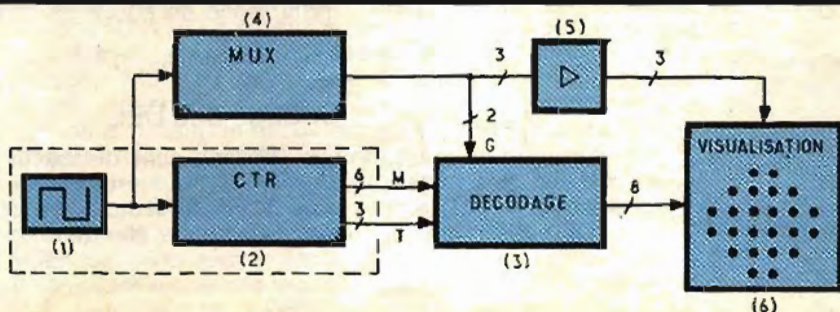 (4)
MUX
(5)
3
3
2
G
CTR
6
M
3
T
DECODAGE
8
VISUALISATION
(1)
(2)
(3)
(6)